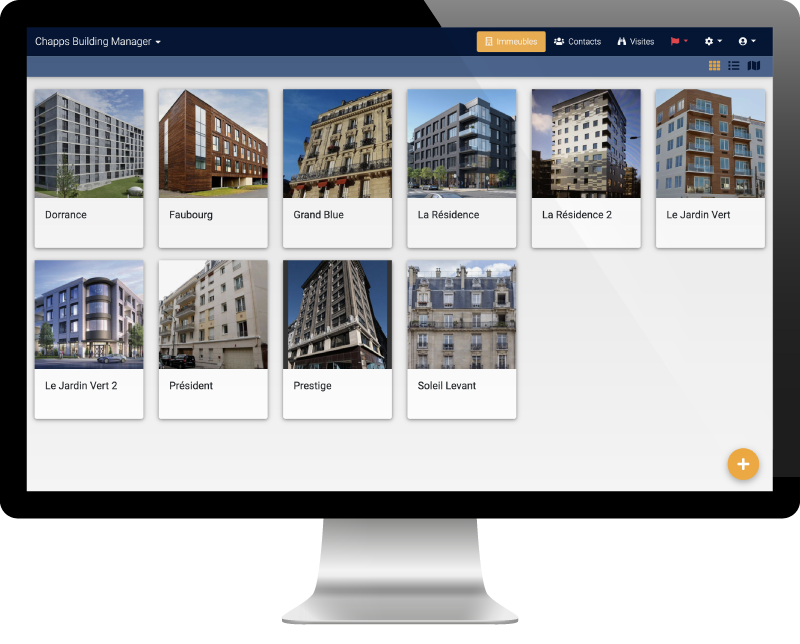 Chapps Building Manager
Immeubles Contacts Visites
Dorrance
Faubourg
Grand Blue
La Résidence
La Résidence 2
Le Jardin Vert
Le Jardin Vert 2
Président
Prestige
Soleil Levant